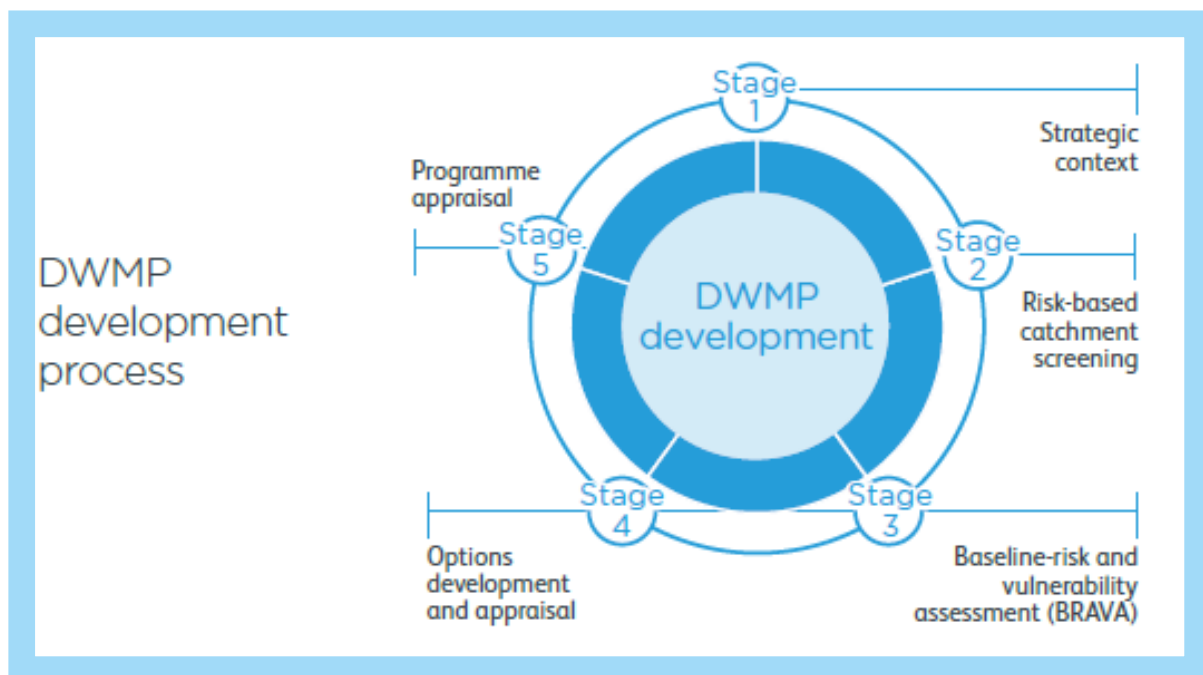 DWMP
development
process
DWMP
development
Stage
1
Strategic
context
Stage
2
Risk-based
catchment
screening
Stage
3
Baseline-risk and
vulnerability
assessment (BRAVA)
Stage
4
Options
development
and appraisal
Stage
5
Programme
appraisal